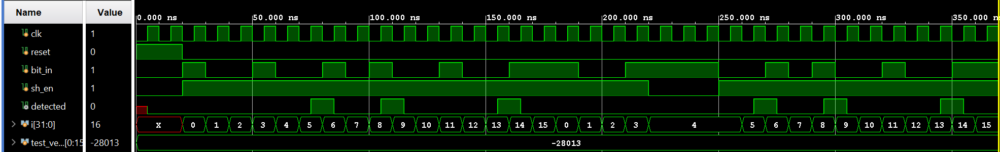 Name Value
0.000 ns 50.000 ns 100.000 ns 150.000 ns 200.000 ns 250.000 ns 300.000 ns 350.000 n
clk 1
reset 0
bit_in 1
sh_en 1
detected 0
i[31:0] 16 X 0 1 2 3 4 5 6 7 8 9 10 11 12 13 14 15 0 1 2 3 4 5 6 7 8 9 10 11 12 13 14 15
test_ve...[0:15 -28013 -28013